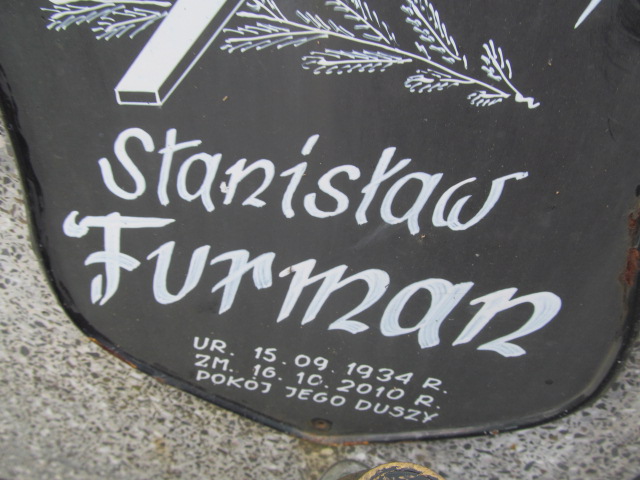 Stanisław
Furman
UR. 15.09.1934 R.
ZM. 16.10.2010 R.
POKÓJ JEGO DUSZY